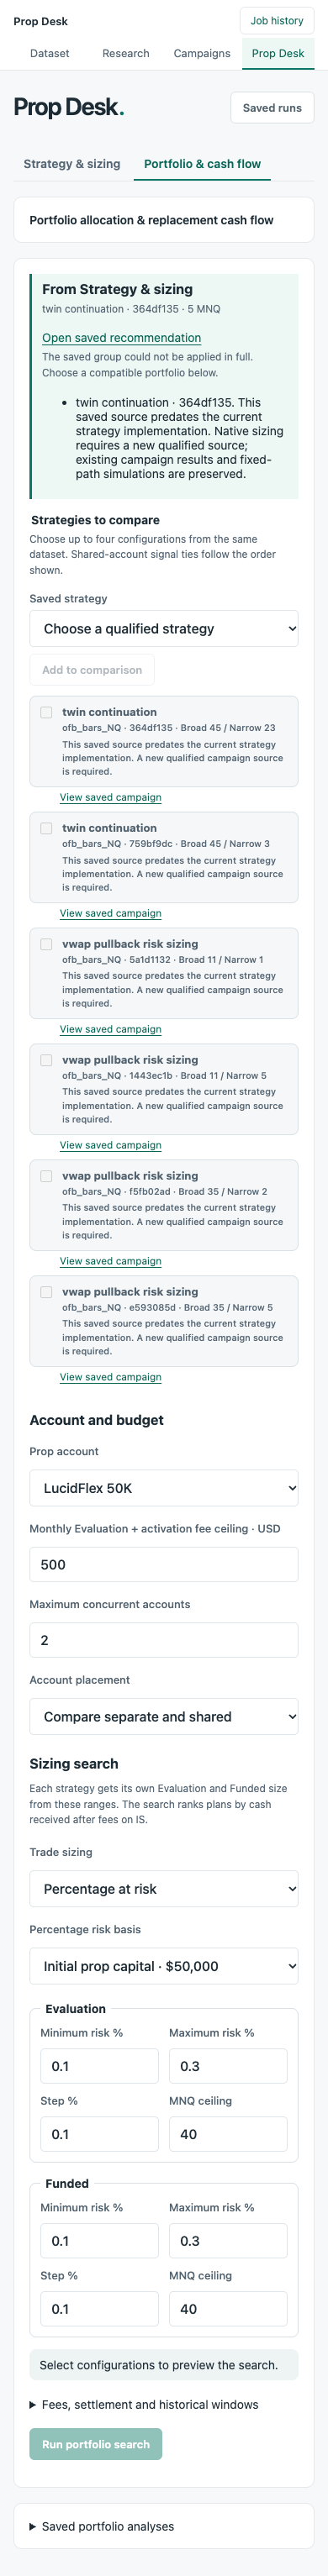 Prop Desk
Job history
Dataset
Research
Campaigns
Prop Desk
Prop Desk.
Saved runs
Strategy & sizing
Portfolio & cash flow
Portfolio allocation & replacement cash flow
From Strategy & sizing
twin continuation · 364df135 · 5 MNQ
Open saved recommendation
The saved group could not be applied in full.
Choose a compatible portfolio below.
• twin continuation · 364df135. This
saved source predates the current
strategy implementation. Native sizing
requires a new qualified source;
existing campaign results and fixed-
path simulations are preserved.
Strategies to compare
Choose up to four configurations from the same
dataset. Shared-account signal ties follow the order
shown.
Saved strategy
Choose a qualified strategy
Add to comparison
twin continuation
ofb_bars_NQ · 364df135 · Broad 45 / Narrow 23
This saved source predates the current strategy
implementation. A new qualified campaign source
is required.
View saved campaign
twin continuation
ofb_bars_NQ · 759bf9dc · Broad 45 / Narrow 3
This saved source predates the current strategy
implementation. A new qualified campaign source
is required.
View saved campaign
vwap pullback risk sizing
ofb_bars_NQ · 5a1d1132 · Broad 11 / Narrow 1
This saved source predates the current strategy
implementation. A new qualified campaign source
is required.
View saved campaign
vwap pullback risk sizing
ofb_bars_NQ · 1443ec1b · Broad 11 / Narrow 5
This saved source predates the current strategy
implementation. A new qualified campaign source
is required.
View saved campaign
vwap pullback risk sizing
ofb_bars_NQ · f5fb02ad · Broad 35 / Narrow 2
This saved source predates the current strategy
implementation. A new qualified campaign source
is required.
View saved campaign
vwap pullback risk sizing
ofb_bars_NQ · e593085d · Broad 35 / Narrow 5
This saved source predates the current strategy
implementation. A new qualified campaign source
is required.
View saved campaign
Account and budget
Prop account
LucidFlex 50K
Monthly Evaluation + activation fee ceiling · USD
500
Maximum concurrent accounts
2
Account placement
Compare separate and shared
Sizing search
Each strategy gets its own Evaluation and Funded size
from these ranges. The search ranks plans by cash
received after fees on IS.
Trade sizing
Percentage at risk
Percentage risk basis
Initial prop capital · $50,000
Evaluation
Minimum risk %
Maximum risk %
0.1
0.3
Step %
MNQ ceiling
0.1
40
Funded
Minimum risk %
Maximum risk %
0.1
0.3
Step %
MNQ ceiling
0.1
40
Select configurations to preview the search.
Fees, settlement and historical windows
Run portfolio search
Saved portfolio analyses